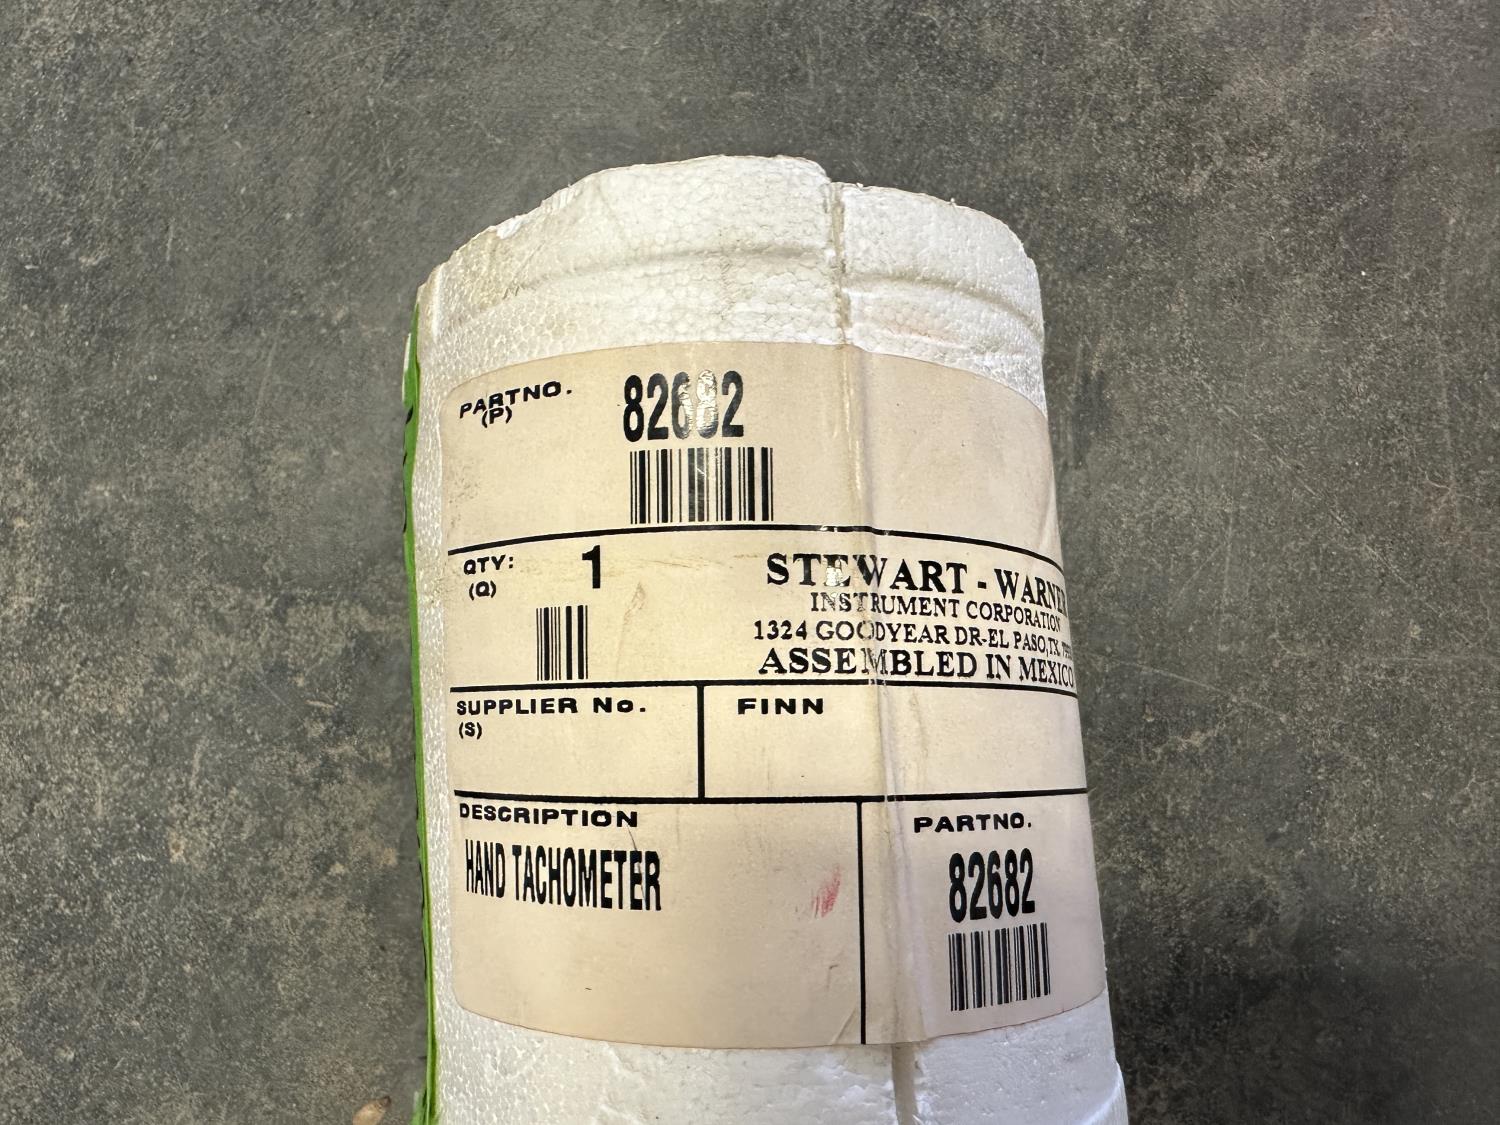 PARTNO. 82682
(P)
QTY: 1
(Q)
STEWART - WARNER
INSTRUMENT CORPORATION
1324 GOODYEAR DR-EL PASO,TX
ASSEMBLED IN MEXICO
SUPPLIER No.
(S)
FINN
DESCRIPTION
HAND TACHOMETER
PARTNO.
82682